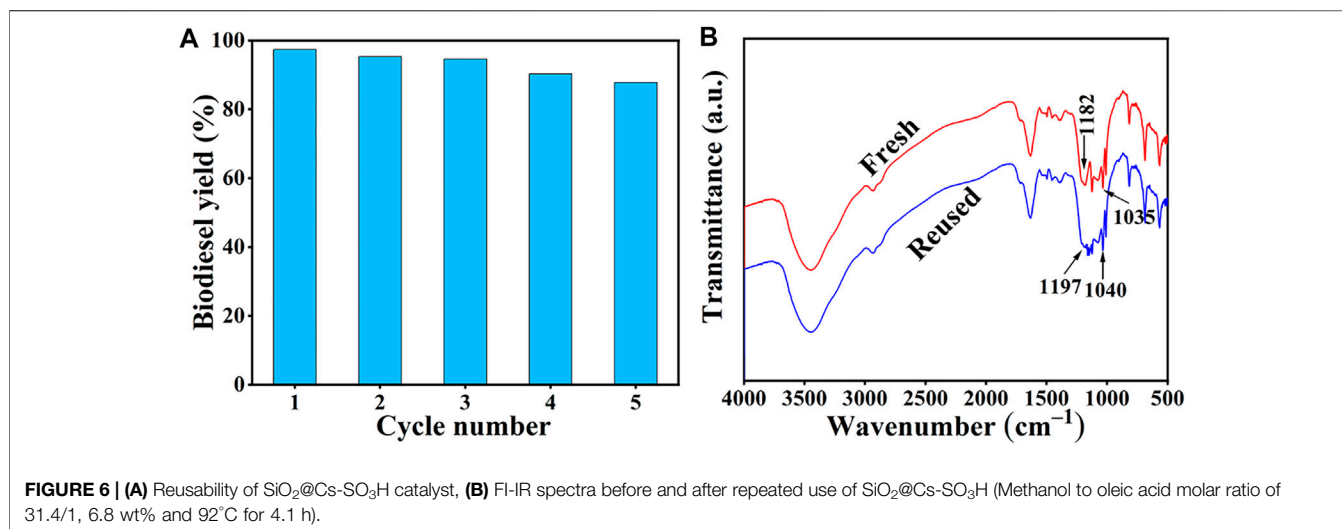 A
Biodiesel yield (%)
100
80
60
40
20
0
1 2 3 4 5
Cycle number
B
Transmittance (a.u.)
Fresh
Reused
1182
1035
1197
1040
4000 3500 3000 2500 2000 1500 1000 500
Wavenumber (cm⁻¹)
FIGURE 6 | (A) Reusability of SiO₂@Cs-SO₃H catalyst, (B) FI-IR spectra before and after repeated use of SiO₂@Cs-SO₃H (Methanol to oleic acid molar ratio of
31.4/1, 6.8 wt% and 92°C for 4.1 h).